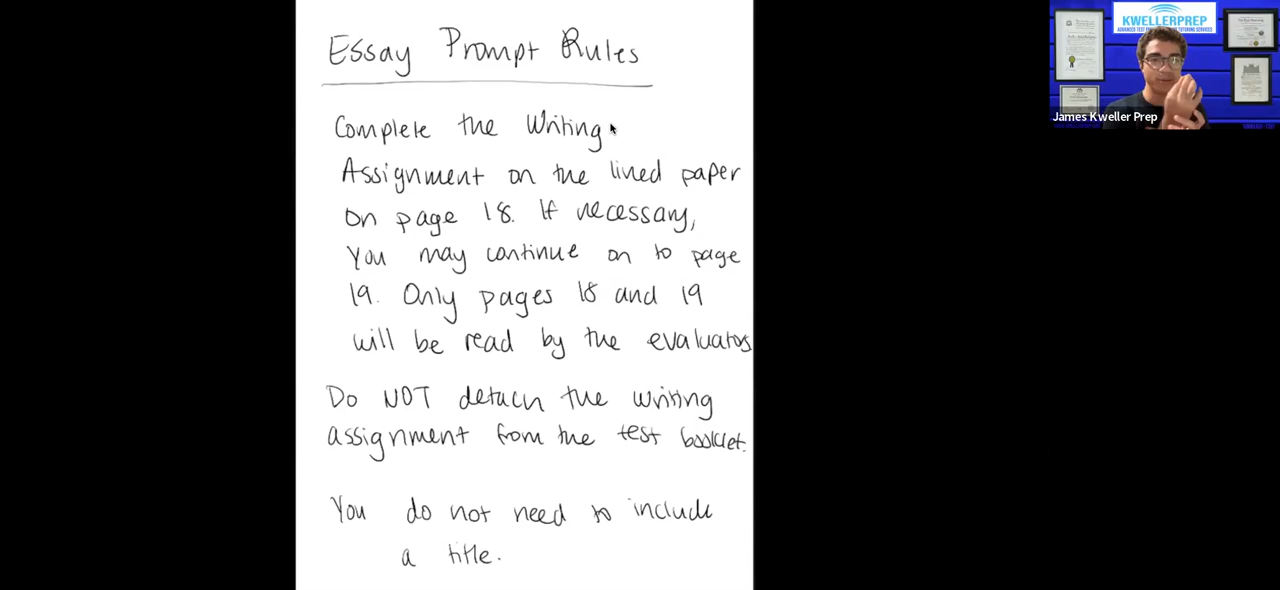 Essay Prompt Rules
Complete the Writing
Assignment on the lined paper
on page 18. If necessary,
you may continue on to page
19. Only pages 18 and 19
will be read by the evaluators
Do NOT detach the writing
assignment from the test booklet.
You do not need to include
a title.
KWELLERPREP
James Kweller Prep